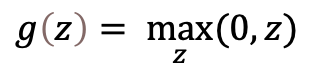 g(z) = max(0, z)
z